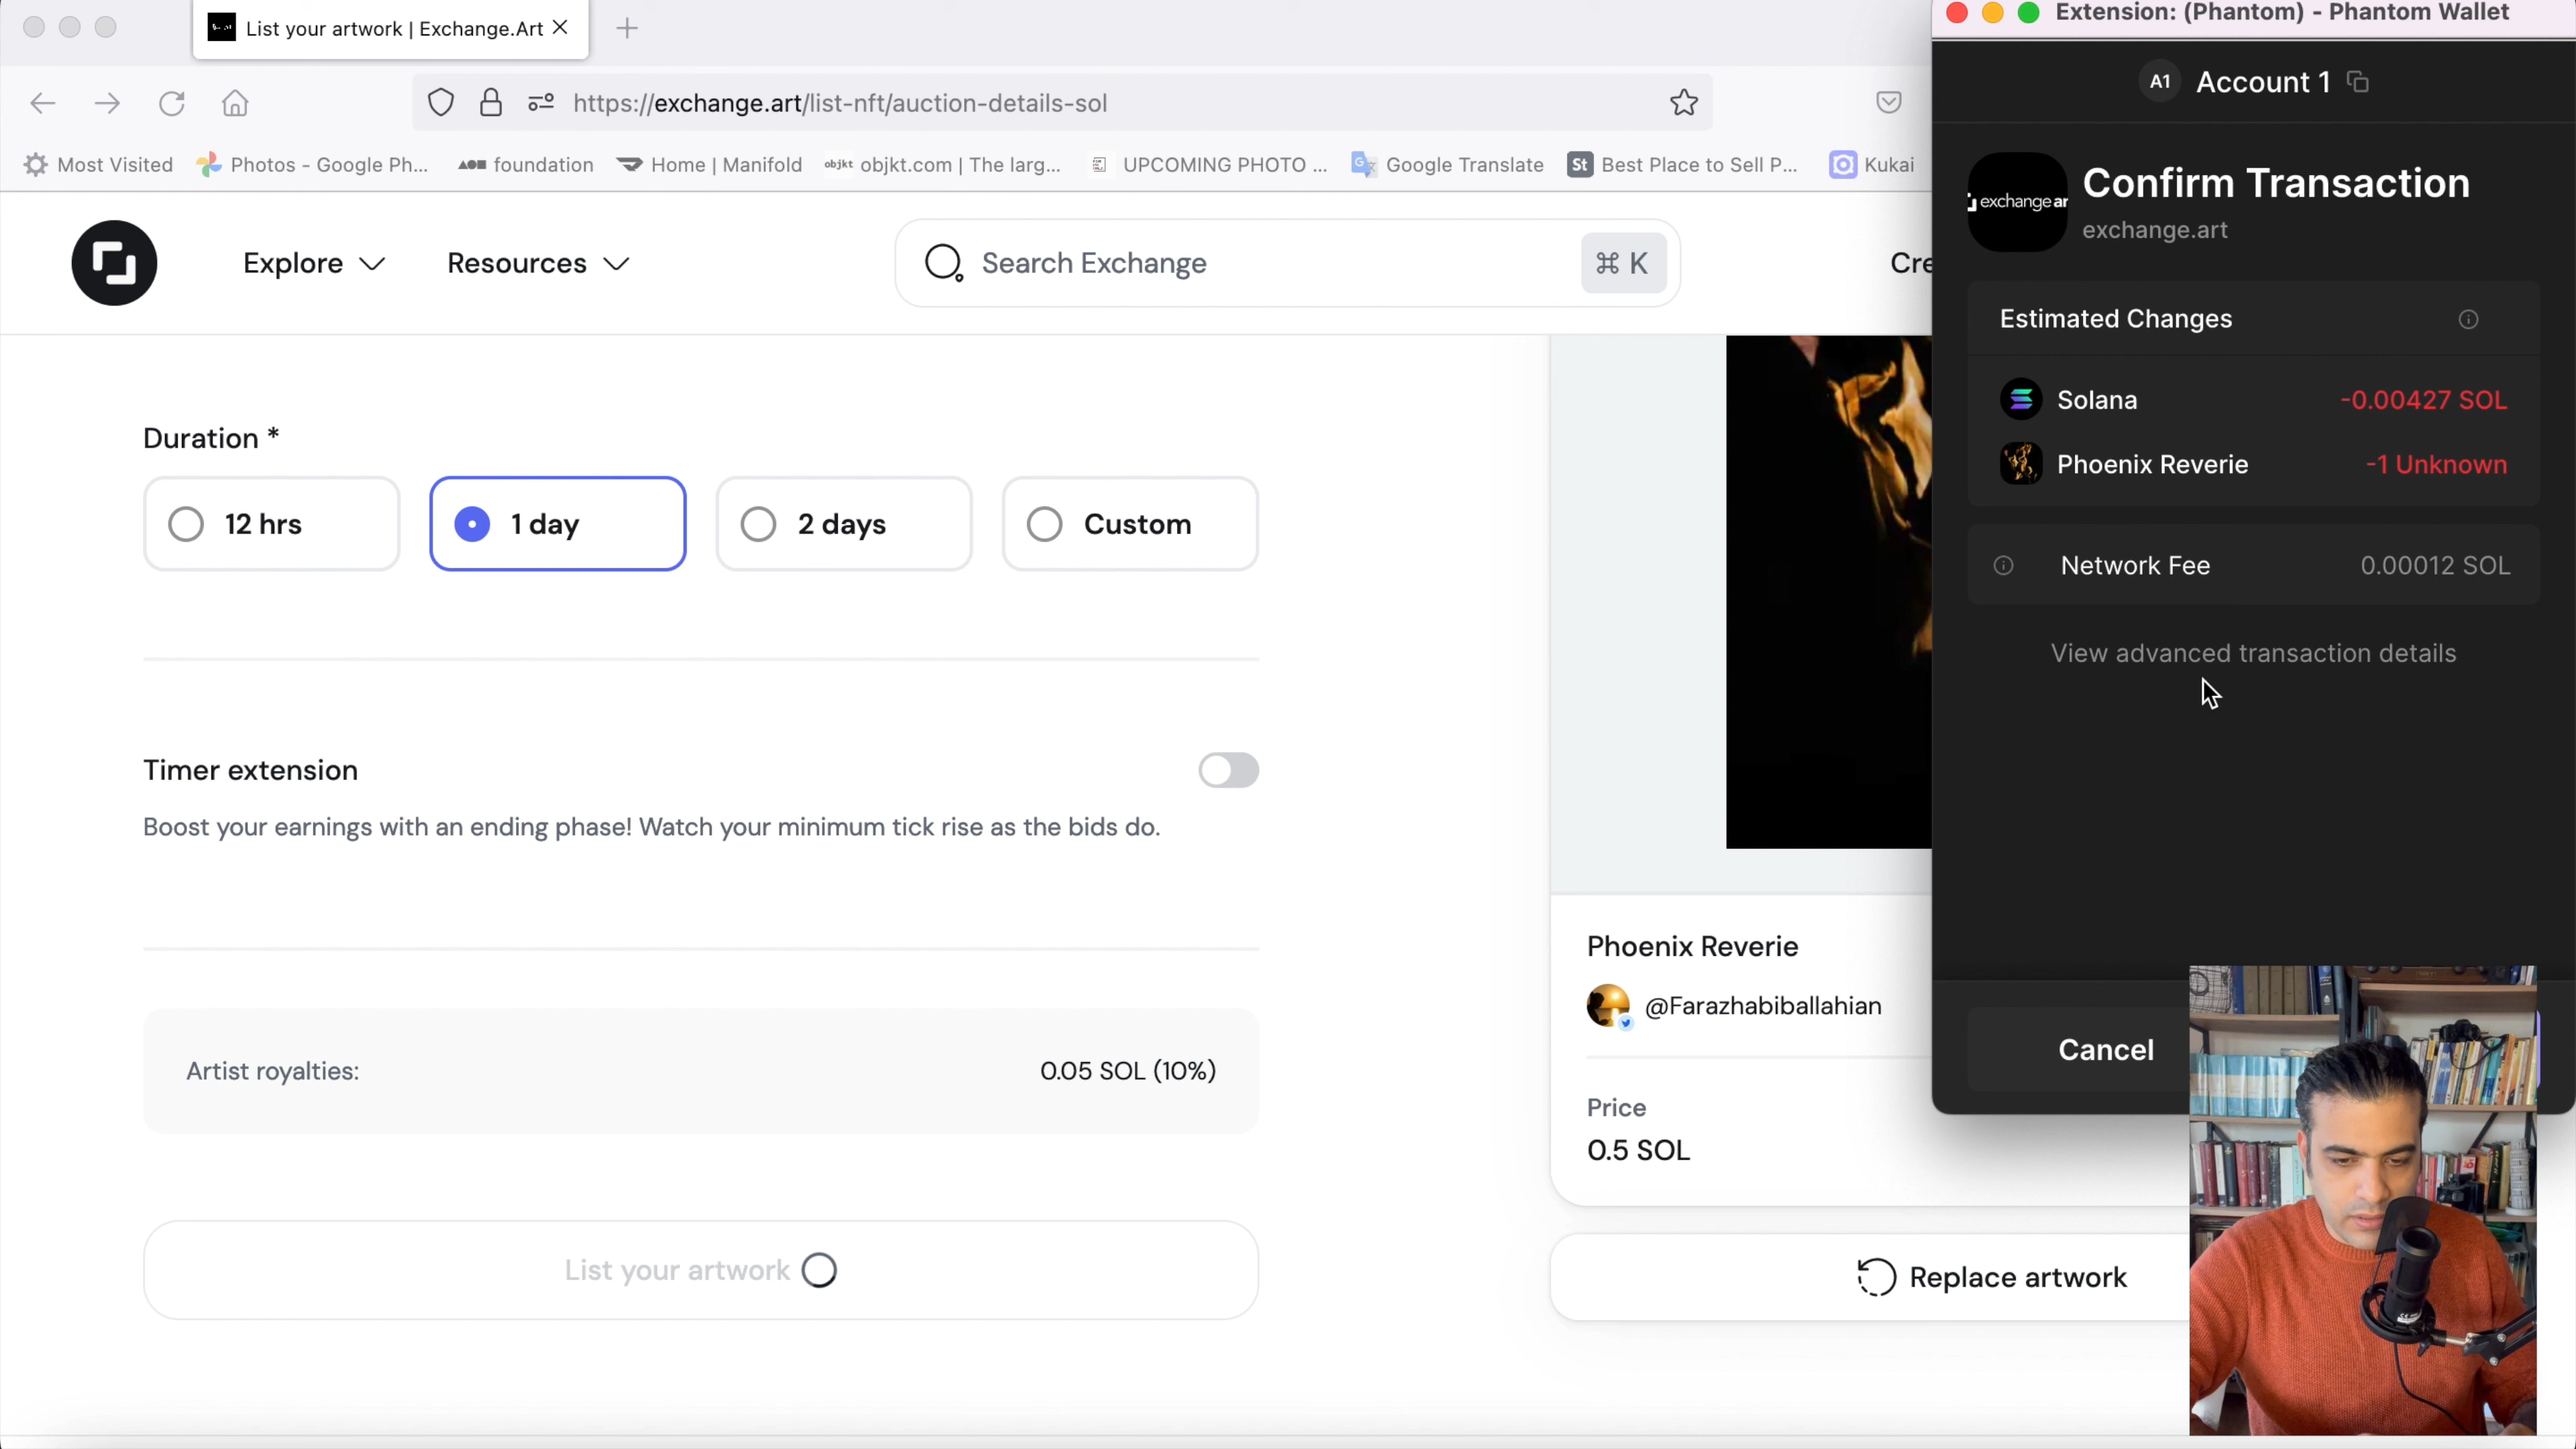 List your artwork | Exchange.Art
https://exchange.art/list-nft/auction-details-sol
Most Visited
Photos - Google Ph...
foundation
Home | Manifold
objkt objkt.com | The larg...
UPCOMING PHOTO ...
Google Translate
St Best Place to Sell P...
Kukai
Explore
Resources
Search Exchange
⌘ K
Cre
Duration *
12 hrs
1 day
2 days
Custom
Timer extension
Boost your earnings with an ending phase! Watch your minimum tick rise as the bids do.
Artist royalties:
0.05 SOL (10%)
List your artwork
Phoenix Reverie
@Farazhabiballahian
Price
0.5 SOL
Replace artwork
Extension: (Phantom) - Phantom Wallet
A1 Account 1
exchange ar
Confirm Transaction
exchange.art
Estimated Changes
Solana -0.00427 SOL
Phoenix Reverie -1 Unknown
Network Fee 0.00012 SOL
View advanced transaction details
Cancel